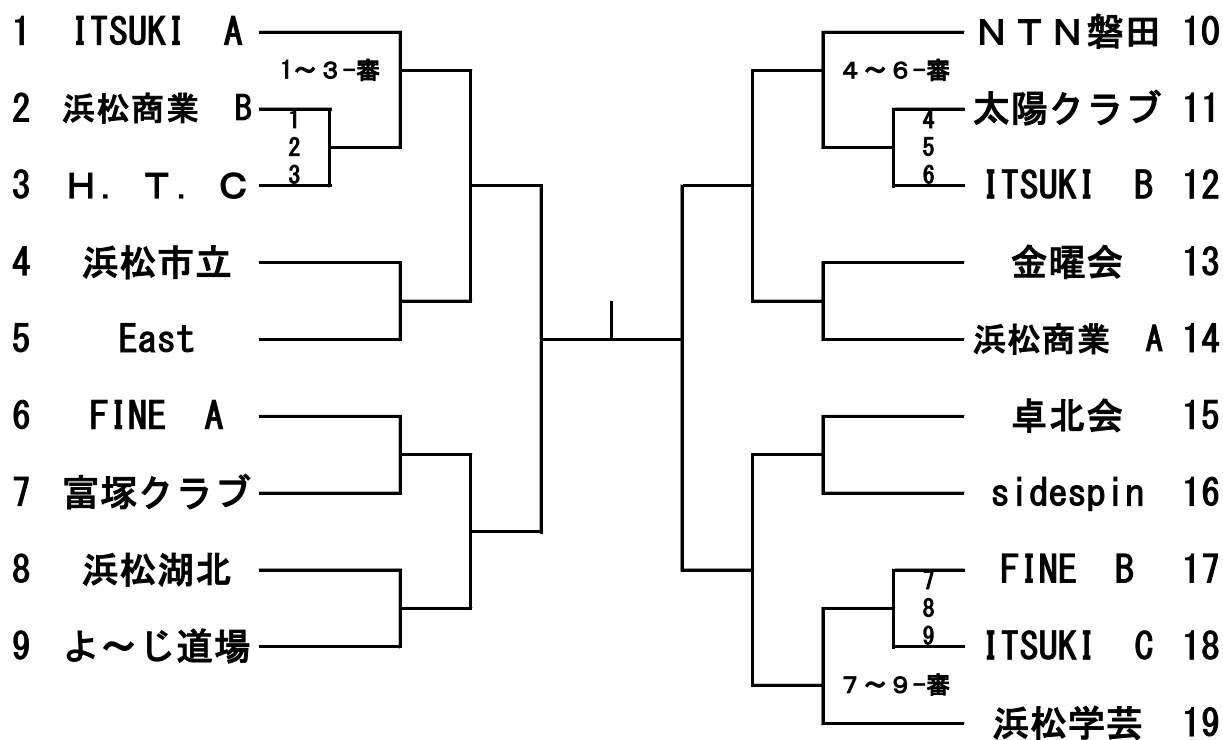 1 ITSUKI A
1～3-審
2 浜松商業 B
1
2
3
3 H．T．C
4 浜松市立
5 East
6 FINE A
7 富塚クラブ
8 浜松湖北
9 よ～じ道場
NTN磐田 10
4～6-審
太陽クラブ 11
4
5
6
ITSUKI B 12
金曜会 13
浜松商業 A 14
卓北会 15
sidespin 16
FINE B 17
7
8
9
ITSUKI C 18
7～9-審
浜松学芸 19